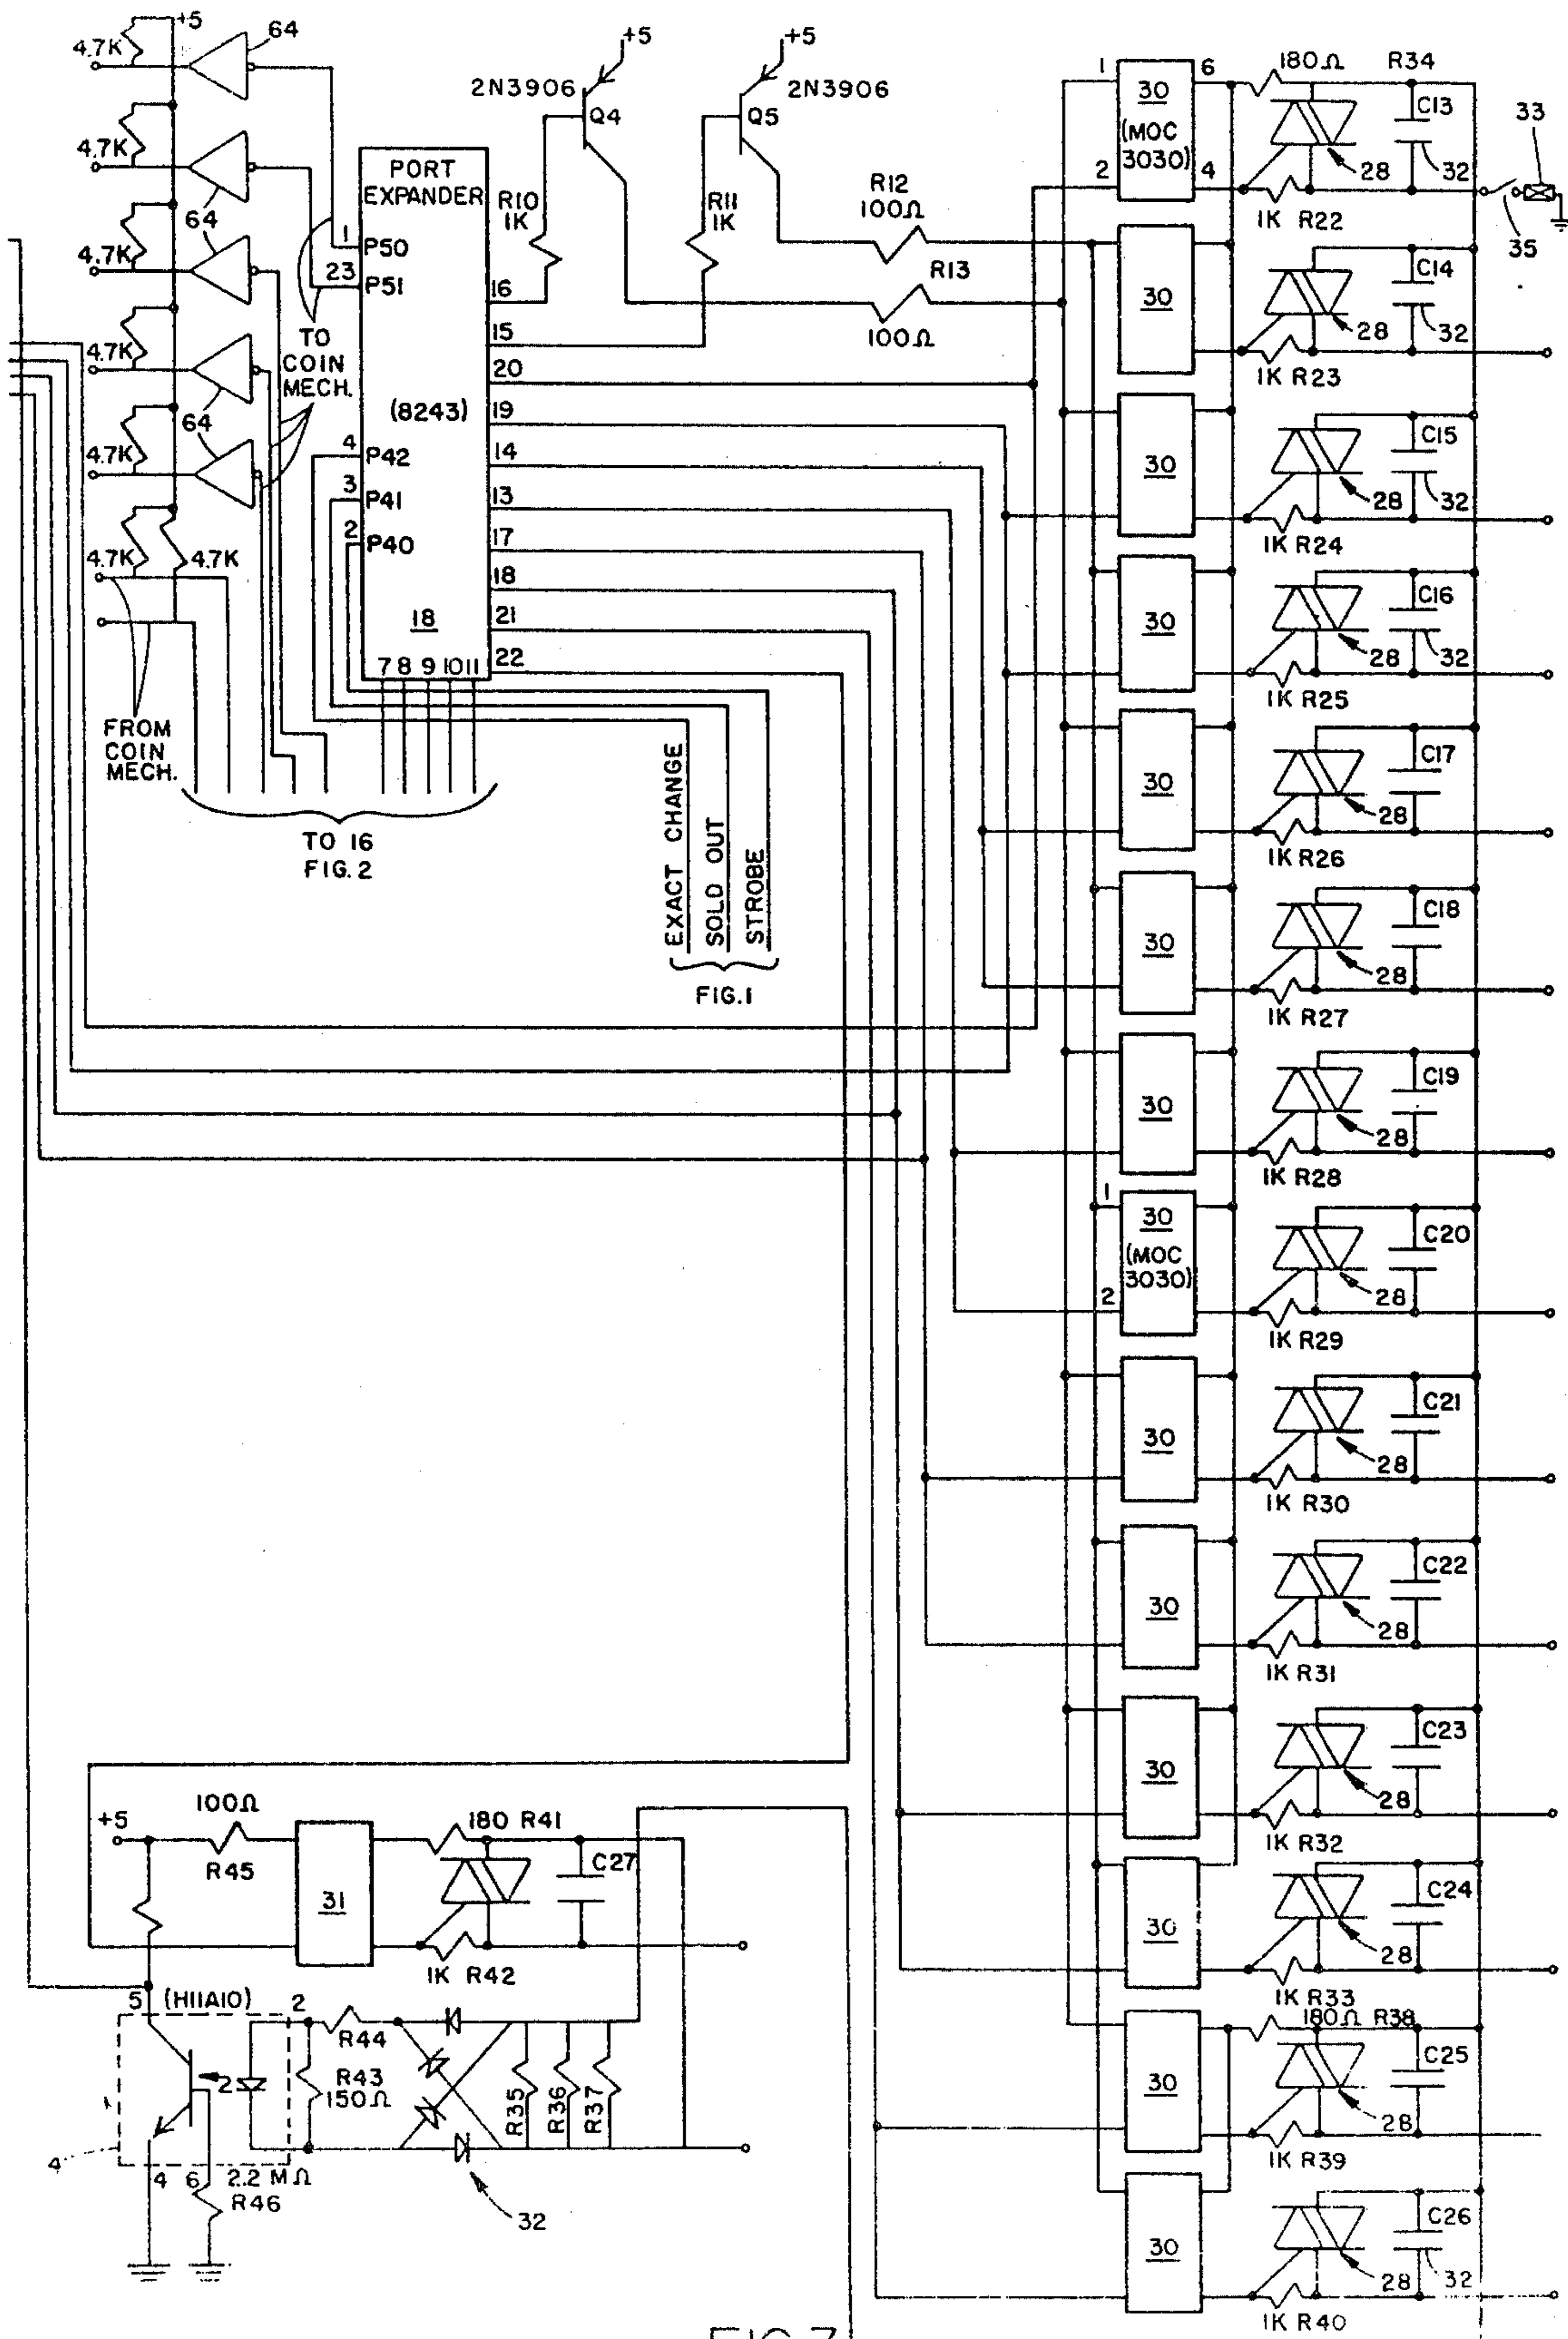 +5
4.7K
64
4.7K
64
4.7K
4.7K
64
4.7K
4.7K
4.7K
FROM
COIN
MECH.
TO
COIN
MECH.
PORT
EXPANDER
(8243)
18
1
P50
23
P51
4
P42
3
P41
2
P40
16
15
20
19
14
13
17
18
21
22
7 8 9 10 11
TO 16
FIG. 2
EXACT CHANGE
SOLD OUT
STROBE
FIG. 1
+5
2N3906
Q4
R10
1K
+5
2N3906
Q5
R11
1K
R12
100Ω
R13
100Ω
1
2
30
(MOC
3030)
6
4
180Ω R34
C13
28
32
33
35
1K R22
30
C14
28
32
1K R23
30
C15
28
32
1K R24
30
C16
28
32
1K R25
30
C17
28
1K R26
30
C18
28
1K R27
30
C19
28
1K R28
1
30
(MOC
3030)
2
C20
28
1K R29
30
C21
28
1K R30
30
C22
28
1K R31
30
C23
28
1K R32
30
C24
28
1K R33
180Ω R38
30
C25
28
1K R39
30
C26
28
32
1K R40
+5
100Ω
R45
31
180 R41
C27
1K R42
5 (H11A10) 2
R44
R43
150Ω
2
4
4 6 2.2 MΩ
R46
R35
R36
R37
32
FIG. 3